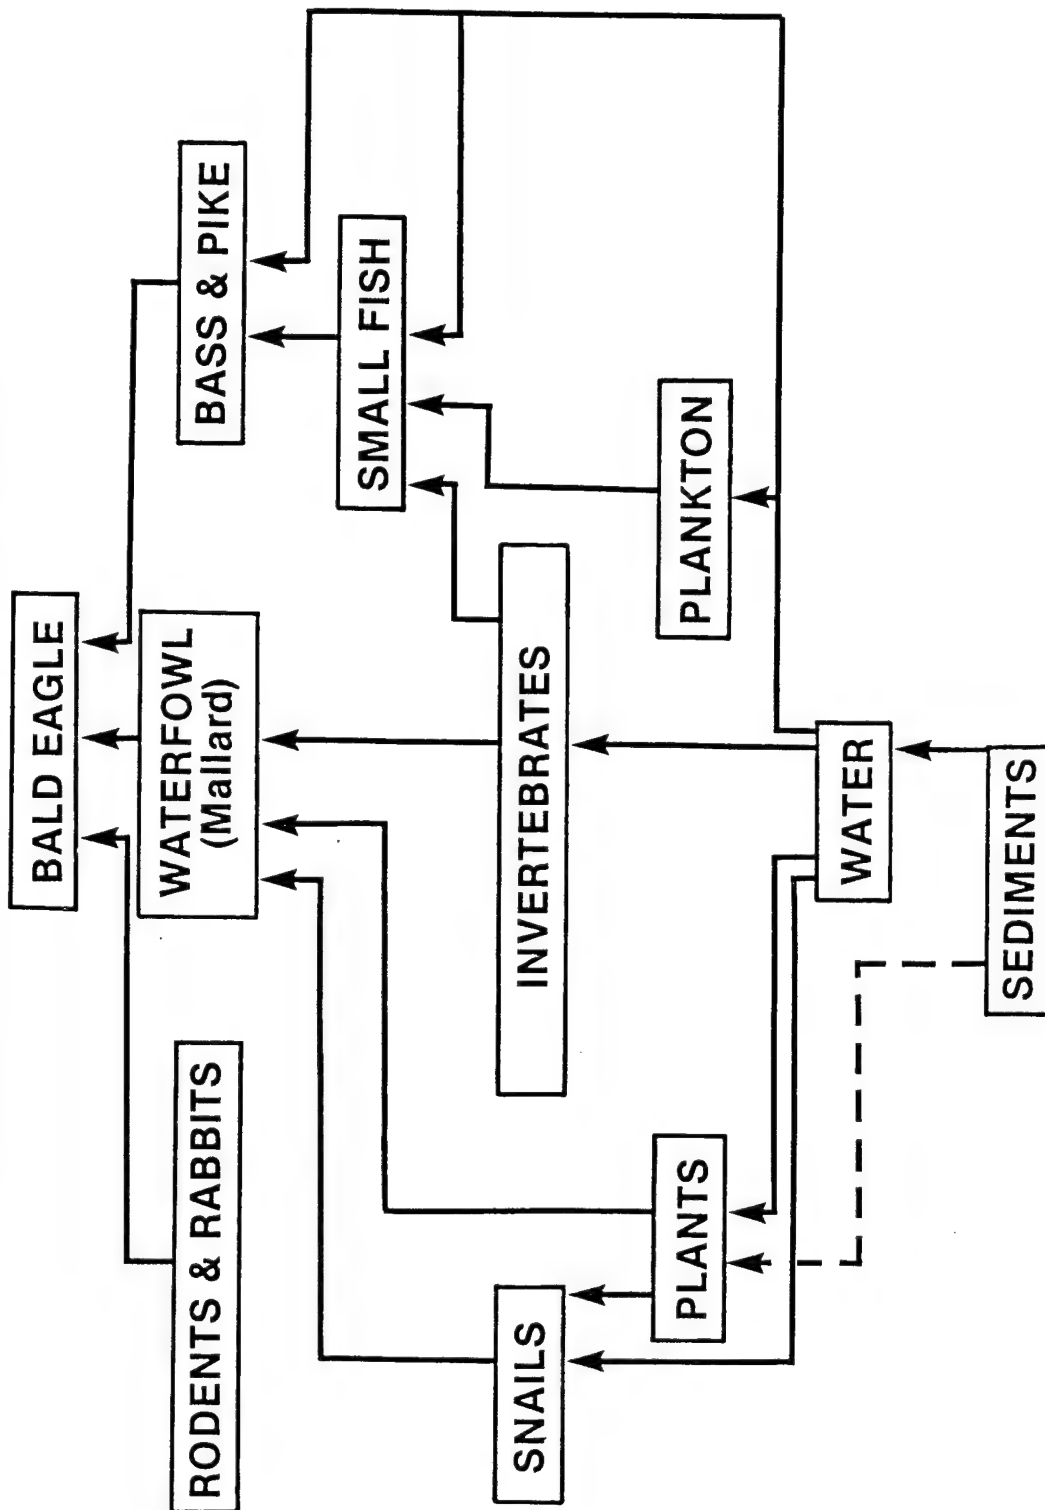 BALD EAGLE
RODENTS & RABBITS
WATERFOWL
(Mallard)
BASS & PIKE
SMALL FISH
SNAILS
INVERTEBRATES
PLANTS
PLANKTON
WATER
SEDIMENTS